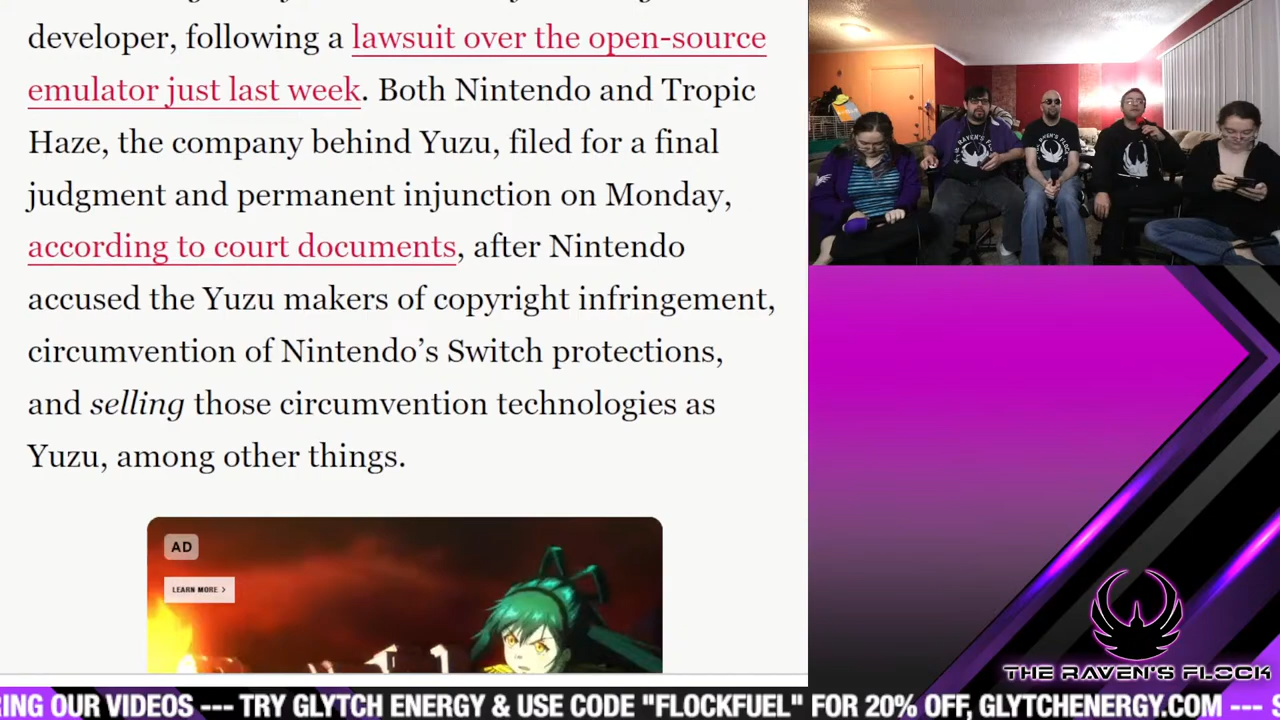 developer, following a lawsuit over the open-source
emulator just last week. Both Nintendo and Tropic
Haze, the company behind Yuzu, filed for a final
judgment and permanent injunction on Monday,
according to court documents, after Nintendo
accused the Yuzu makers of copyright infringement,
circumvention of Nintendo’s Switch protections,
and selling those circumvention technologies as
Yuzu, among other things.
AD
LEARN MORE >
THE RAVEN'S FLOCK
RING OUR VIDEOS --- TRY GLYTCH ENERGY & USE CODE "FLOCKFUEL" FOR 20% OFF, GLYTCHENERGY.COM --- S